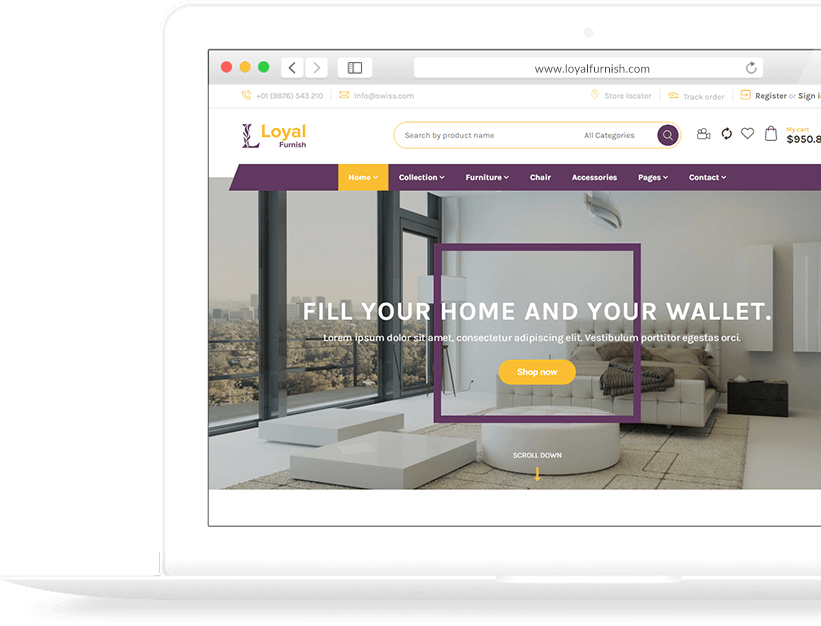 www.loyalfurnish.com
+01 (9876) 543 210 Info@swiss.com Store locator Track order Register or Sign i
Loyal
Furnish
Search by product name All Categories
My cart
$950.8
Home Collection Furniture Chair Accessories Pages Contact
FILL YOUR HOME AND YOUR WALLET.
Lorem ipsum dolor sit amet, consectetur adipiscing elit. Vestibulum porttitor egestas orci.
Shop now
SCROLL DOWN